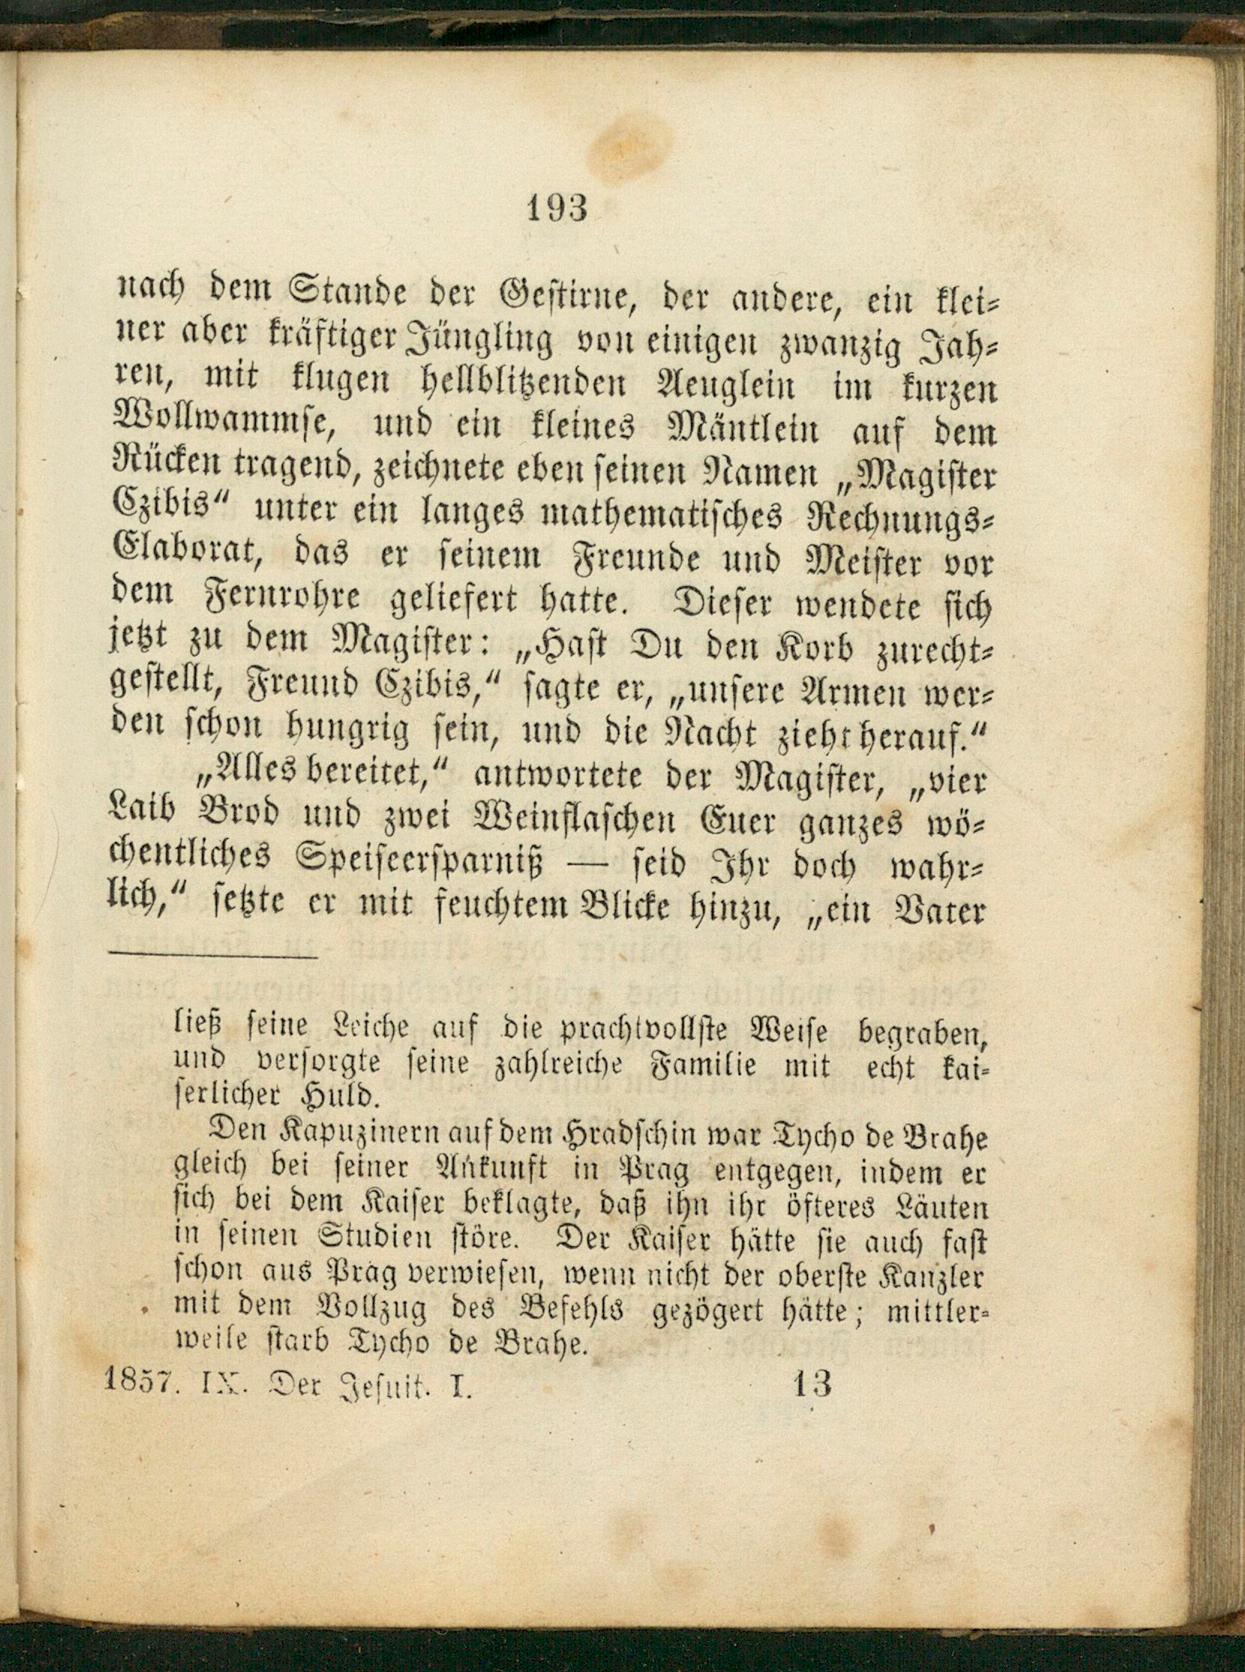 193
nach dem Stande der Gestirne, der andere, ein klei-
ner aber kräftiger Jüngling von einigen zwanzig Jah-
ren, mit klugen hellblitzenden Aeuglein im kurzen
Wollwammse, und ein kleines Mäntlein auf dem
Rücken tragend, zeichnete eben seinen Namen „Magister
Czibis“ unter ein langes mathematisches Rechnungs-
Elaborat, das er seinem Freunde und Meister vor
dem Fernrohre geliefert hatte. Dieser wendete sich
jetzt zu dem Magister: „Hast Du den Korb zurecht-
gestellt, Freund Czibis,“ sagte er, „unsere Armen wer-
den schon hungrig sein, und die Nacht zieht herauf.“
„Alles bereitet,“ antwortete der Magister, „vier
Laib Brod und zwei Weinflaschen Euer ganzes wö-
chentliches Speiseersparniß — seid Ihr doch wahr-
lich,“ setzte er mit feuchtem Blicke hinzu, „ein Vater
ließ seine Leiche auf die prachtvollste Weise begraben,
und versorgte seine zahlreiche Familie mit echt kai-
serlicher Huld.
Den Kapuzinern auf dem Hradschin war Tycho de Brahe
gleich bei seiner Ankunft in Prag entgegen, indem er
sich bei dem Kaiser beklagte, daß ihn ihr öfteres Läuten
in seinen Studien störe. Der Kaiser hätte sie auch fast
schon aus Prag verwiesen, wenn nicht der oberste Kanzler
mit dem Vollzug des Befehls gezögert hätte; mittler-
weile starb Tycho de Brahe.
1857. IX. Der Jesuit. I. 13